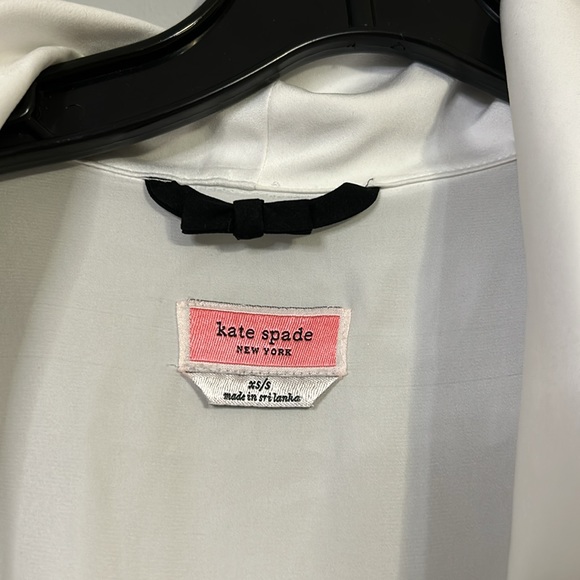 kate spade
NEW YORK
xs/s
made in sri lanka